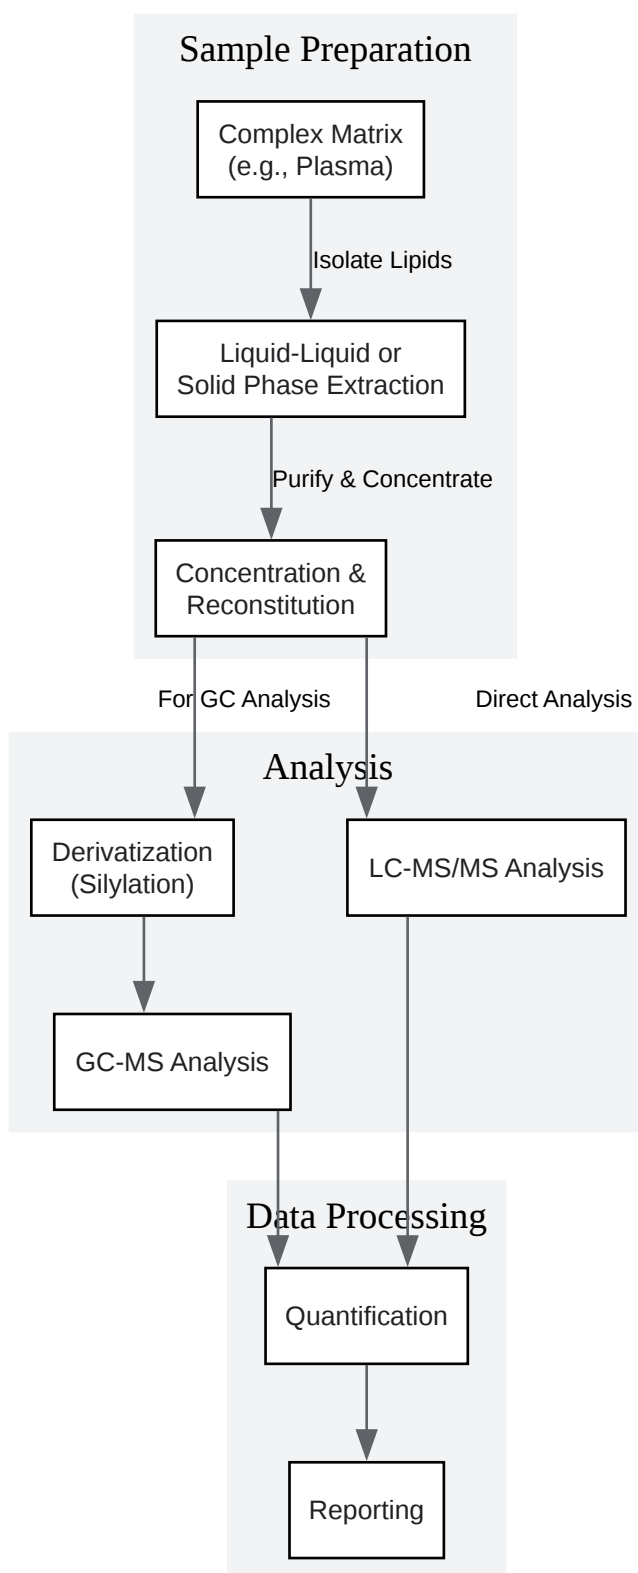 Sample Preparation
Complex Matrix
(e.g., Plasma)
Isolate Lipids
Liquid-Liquid or
Solid Phase Extraction
Purify & Concentrate
Concentration &
Reconstitution
For GC Analysis
Direct Analysis
Analysis
Derivatization
(Silylation)
LC-MS/MS Analysis
GC-MS Analysis
Data Processing
Quantification
Reporting